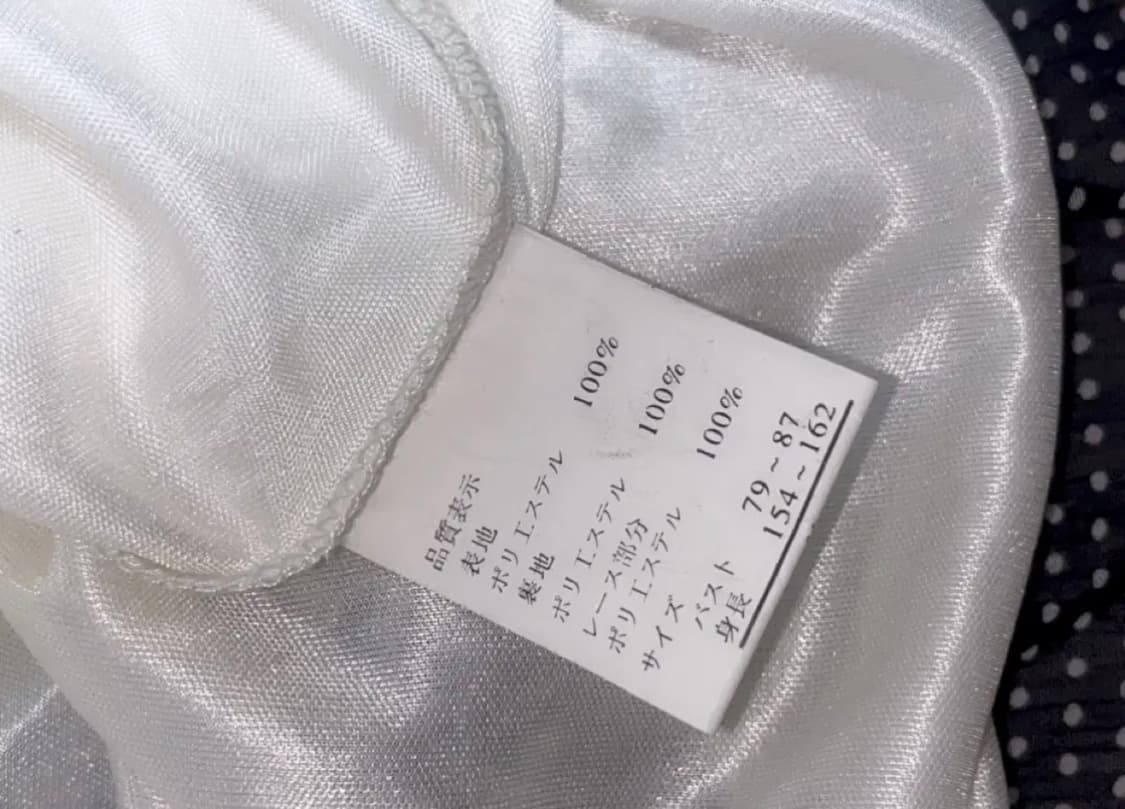 品質表示
表地
ポリエステル 100%
裏地
ポリエステル 100%
レース部分
ポリエステル 100%
サイズ
バスト 79~87
身長 154~162